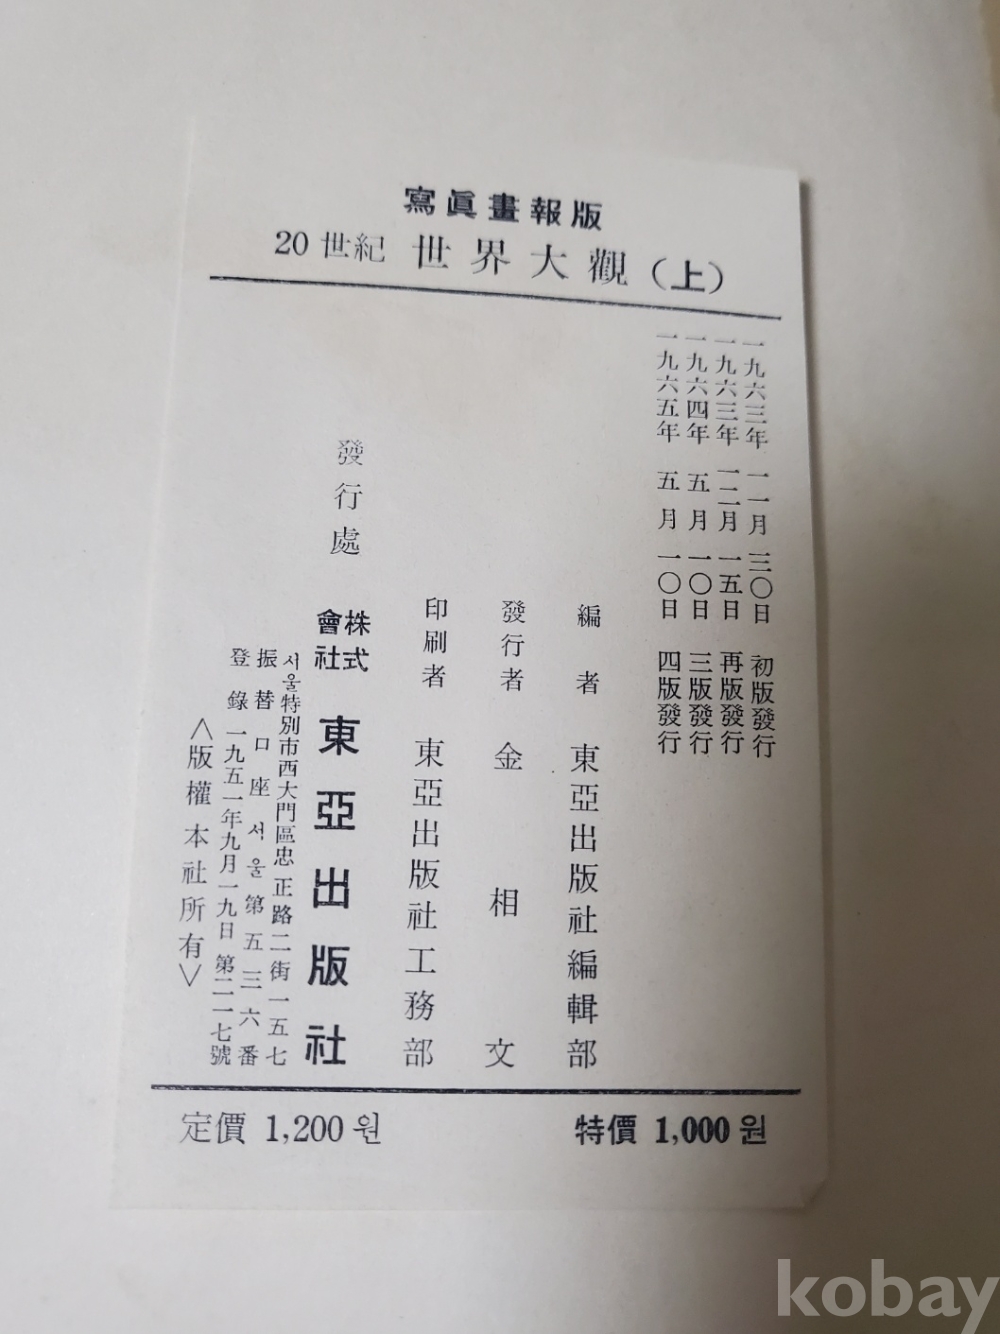 寫眞畫報版
20世紀 世界大觀(上)
一九六三年 一一月 三〇日 初版發行
一九六三年 一二月 一五日 再版發行
一九六四年 五月 一〇日 三版發行
一九六五年 五月 一〇日 四版發行
編者 東亞出版社編輯部
發行者 金相文
印刷者 東亞出版社工務部
發行處 株式會社 東亞出版社
서울特別市西大門區忠正路二街一五七
振替口座서울第五三六番
登錄一九五一年九月一九日 第二一七號
<版權本社所有>
定價 1,200원
特價 1,000원
kobay